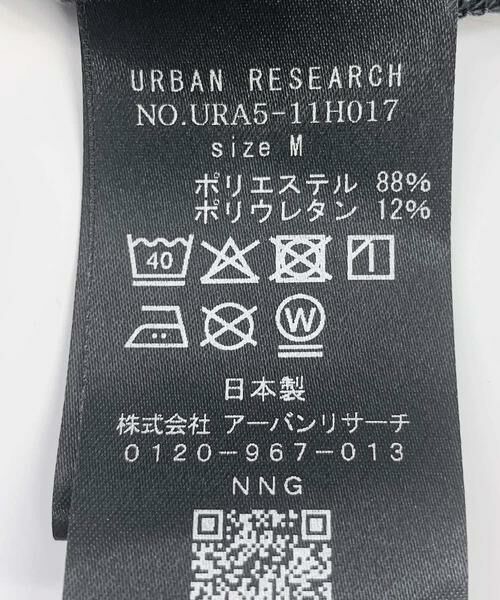 URBAN RESEARCH
NO.URA5-11H017
size M
ポリエステル 88%
ポリウレタン 12%
40
W
日本製
株式会社 アーバンリサーチ
0120-967-013
NNG